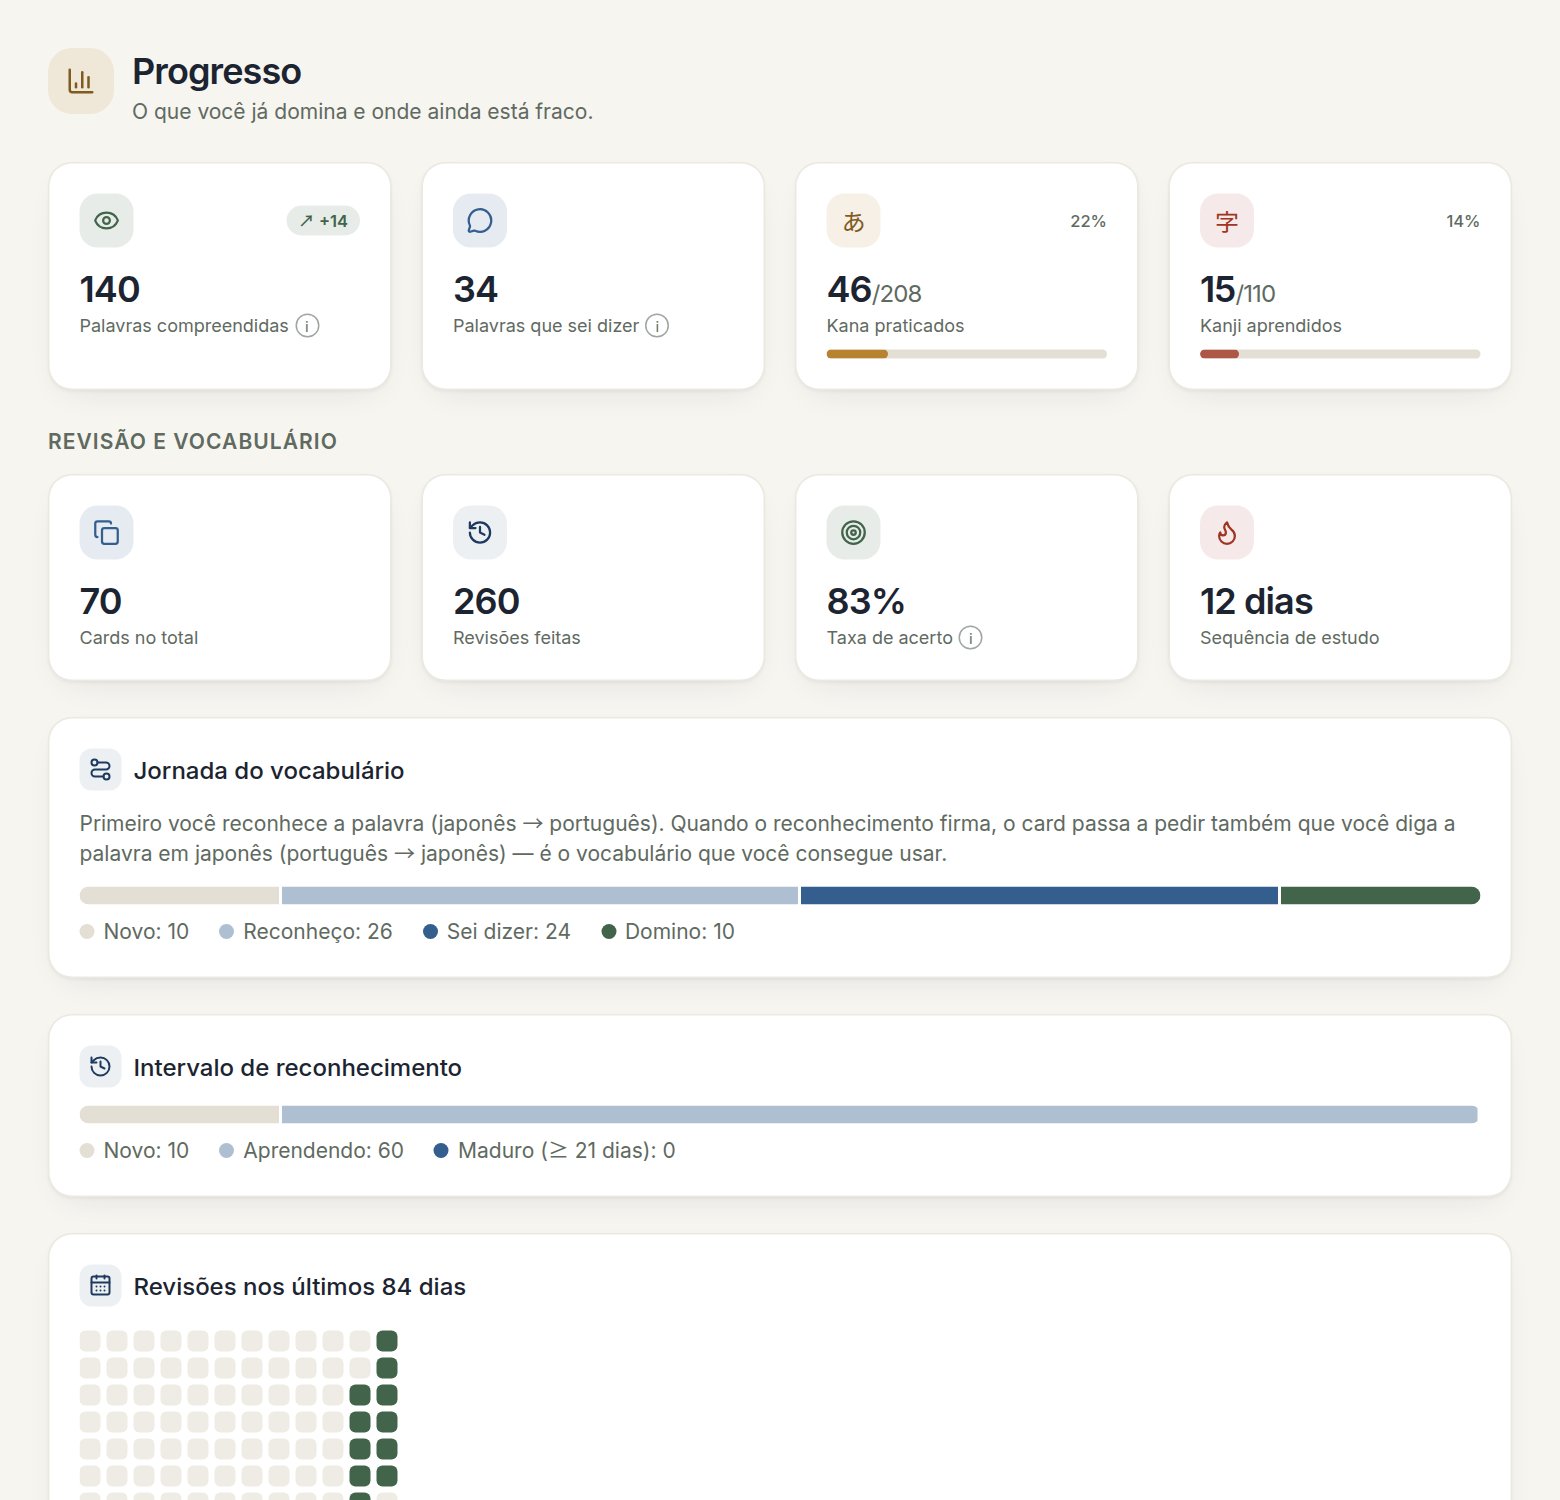 Progresso
O que você já domina e onde ainda está fraco.
↗ +14
140
Palavras compreendidas i
34
Palavras que sei dizer i
あ
22%
46/208
Kana praticados
字
14%
15/110
Kanji aprendidos
REVISÃO E VOCABULÁRIO
70
Cards no total
260
Revisões feitas
83%
Taxa de acerto i
12 dias
Sequência de estudo
Jornada do vocabulário
Primeiro você reconhece a palavra (japonês → português). Quando o reconhecimento firma, o card passa a pedir também que você diga a
palavra em japonês (português → japonês) — é o vocabulário que você consegue usar.
Novo: 10 Reconheço: 26 Sei dizer: 24 Domino: 10
Intervalo de reconhecimento
Novo: 10 Aprendendo: 60 Maduro (≥ 21 dias): 0
Revisões nos últimos 84 dias